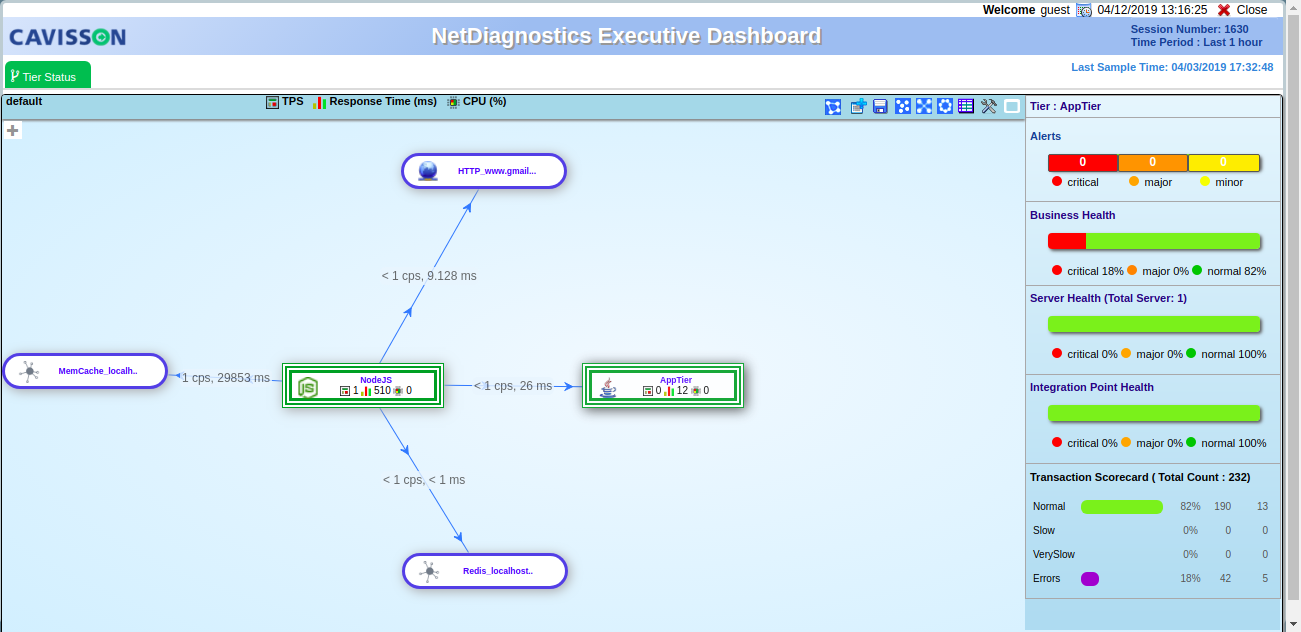 Welcome guest 04/12/2019 13:16:25 Close
CAVISSON
NetDiagnostics Executive Dashboard
Session Number: 1630
Time Period : Last 1 hour
Tier Status
Last Sample Time: 04/03/2019 17:32:48
default
TPS Response Time (ms) CPU (%)
+
HTTP_www.gmail...
< 1 cps, 9.128 ms
MemCache_localh..
1 cps, 29853 ms
NodeJS
1 510 0
< 1 cps, 26 ms
AppTier
0 12 0
< 1 cps, < 1 ms
Redis_localhost..
Tier : AppTier
Alerts
0 0 0
critical major minor
Business Health
critical 18% major 0% normal 82%
Server Health (Total Server: 1)
critical 0% major 0% normal 100%
Integration Point Health
critical 0% major 0% normal 100%
Transaction Scorecard ( Total Count : 232)
Normal 82% 190 13
Slow 0% 0 0
VerySlow 0% 0 0
Errors 18% 42 5